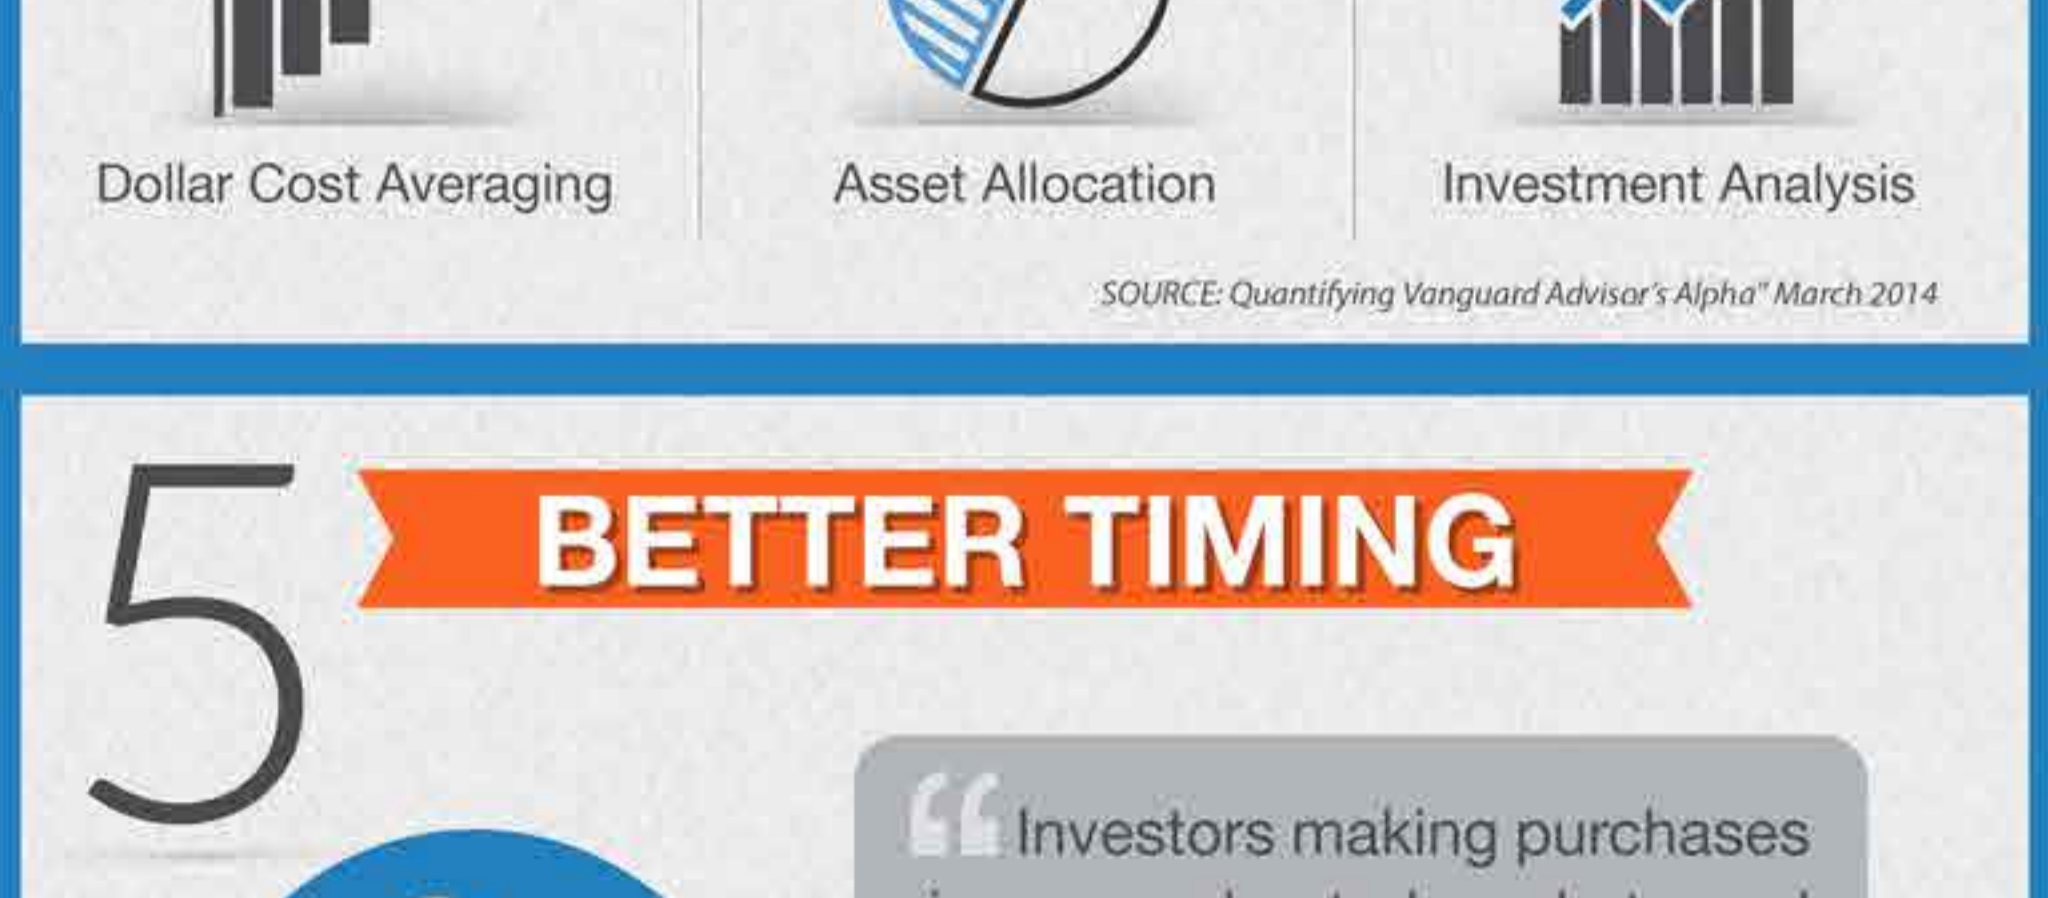 Dollar Cost Averaging
Asset Allocation
Investment Analysis
SOURCE: Quantifying Vanguard Advisor's Alpha" March 2014
5
BETTER TIMING
“ Investors making purchases